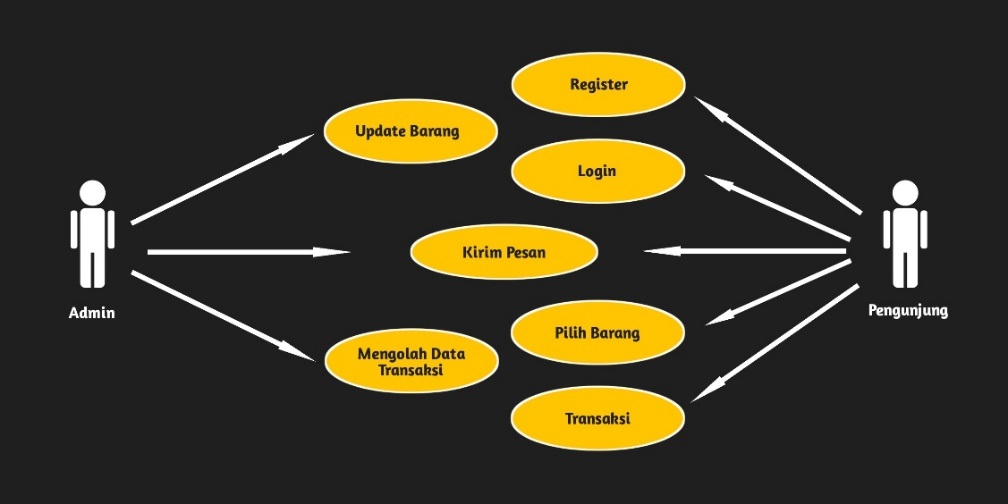 Register
Update Barang
Login
Kirim Pesan
Admin
Pengunjung
Pilih Barang
Mengolah Data
Transaksi
Transaksi